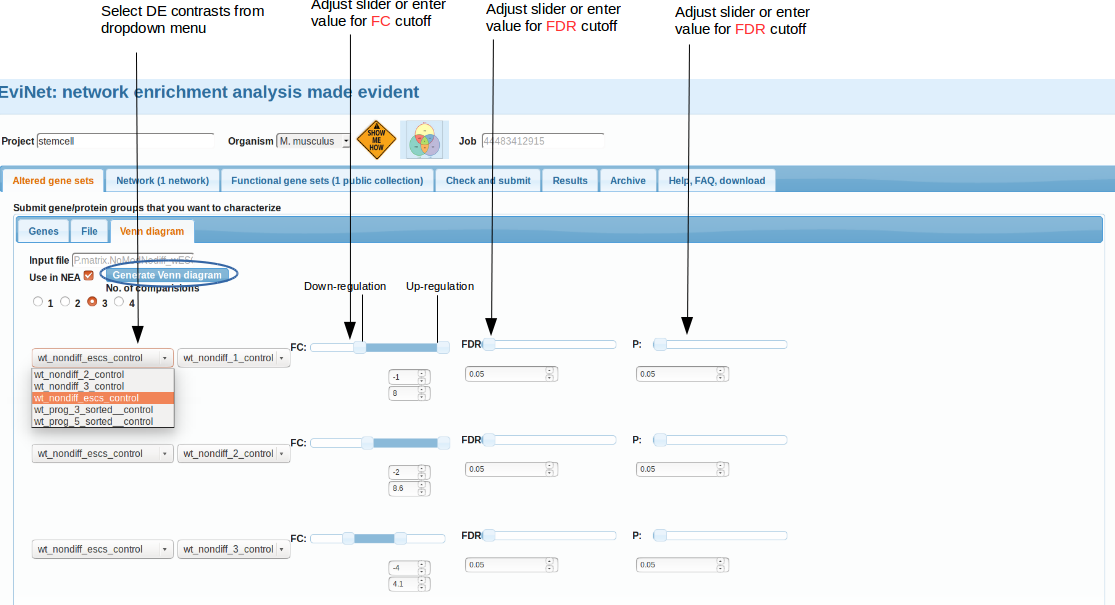 Select DE contrasts from
dropdown menu
Adjust slider or enter
value for FC cutoff
Adjust slider or enter
value for FDR cutoff
Adjust slider or enter
value for FDR cutoff
EviNet: network enrichment analysis made evident
Project stemcell Organism M. musculus SHOW ME HOW Job 44483412915
Altered gene sets Network (1 network) Functional gene sets (1 public collection) Check and submit Results Archive Help, FAQ, download
Submit gene/protein groups that you want to characterize
Genes File Venn diagram
Input file P.matrix.NoModNodiff_wESC
Use in NEA Generate Venn diagram
No. of comparisions
1 2 3 4
Down-regulation Up-regulation
wt_nondiff_escs_control wt_nondiff_1_control FC: FDR: P:
-1 0.05 0.05
8
wt_nondiff_2_control
wt_nondiff_3_control
wt_nondiff_escs_control
wt_prog_3_sorted__control
wt_prog_5_sorted__control
wt_nondiff_escs_control wt_nondiff_2_control FC: FDR: P:
-2 0.05 0.05
8.6
wt_nondiff_escs_control wt_nondiff_3_control FC: FDR: P:
-4 0.05 0.05
4.1